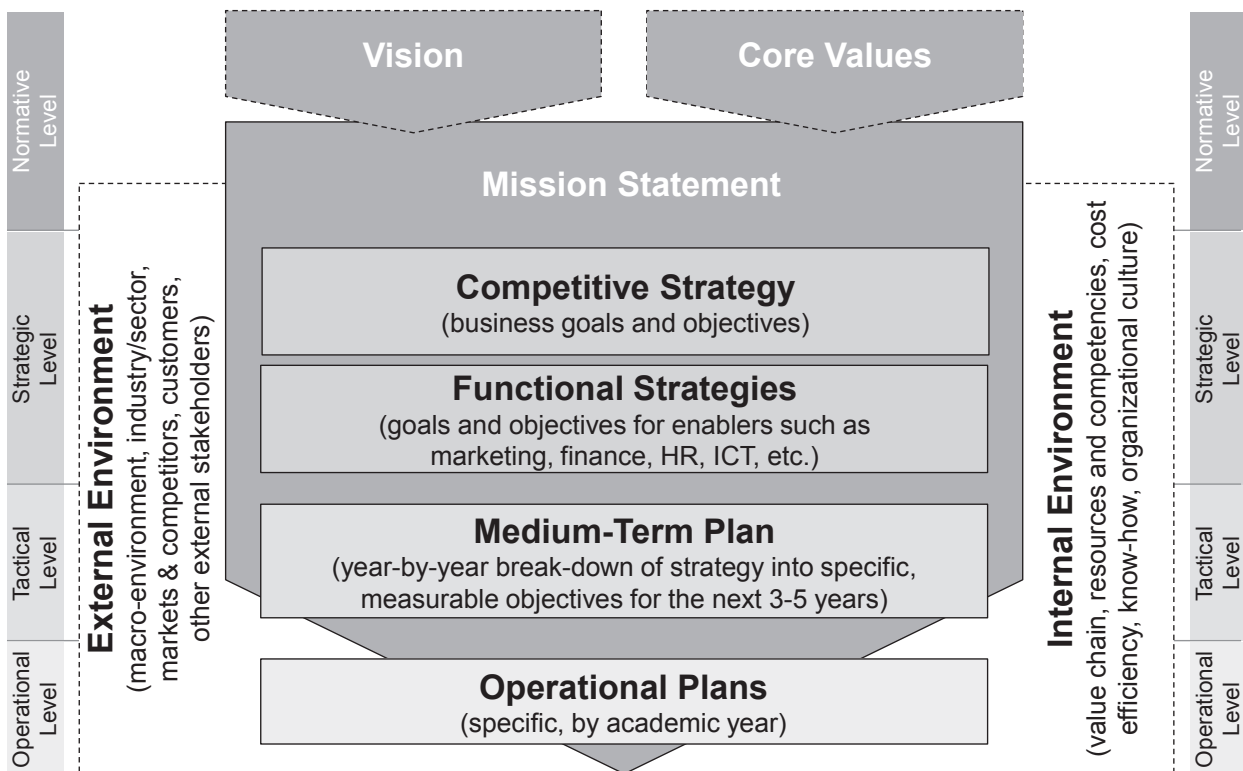 Normative
Level
Strategic
Level
Tactical
Level
Operational
Level
External Environment
(macro-environment, industry/sector,
markets & competitors, customers,
other external stakeholders)
Vision
Core Values
Mission Statement
Competitive Strategy
(business goals and objectives)
Functional Strategies
(goals and objectives for enablers such as
marketing, finance, HR, ICT, etc.)
Medium-Term Plan
(year-by-year break-down of strategy into specific,
measurable objectives for the next 3-5 years)
Operational Plans
(specific, by academic year)
Internal Environment
(value chain, resources and competencies, cost
efficiency, know-how, organizational culture)
Normative
Level
Strategic
Level
Tactical
Level
Operational
Level